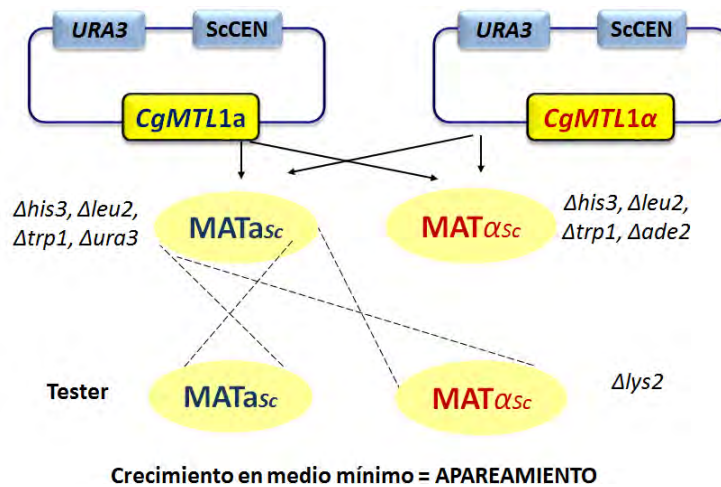 URA3 ScCEN URA3 ScCEN
CgMTL1a CgMTL1α
Δhis3, Δleu2,
Δtrp1, Δura3
MATasc
MATαsc
Δhis3, Δleu2,
Δtrp1, Δade2
Tester MATasc MATαsc Δlys2
Crecimiento en medio mínimo = APAREAMIENTO